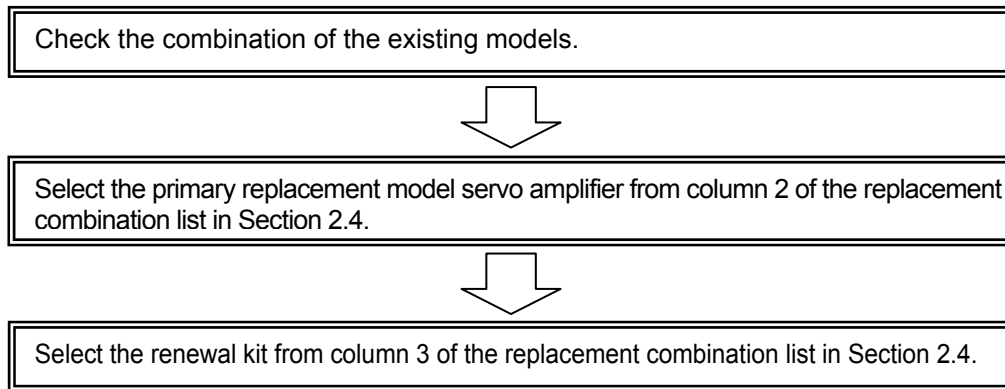 Check the combination of the existing models.
Select the primary replacement model servo amplifier from column 2 of the replacement
combination list in Section 2.4.
Select the renewal kit from column 3 of the replacement combination list in Section 2.4.